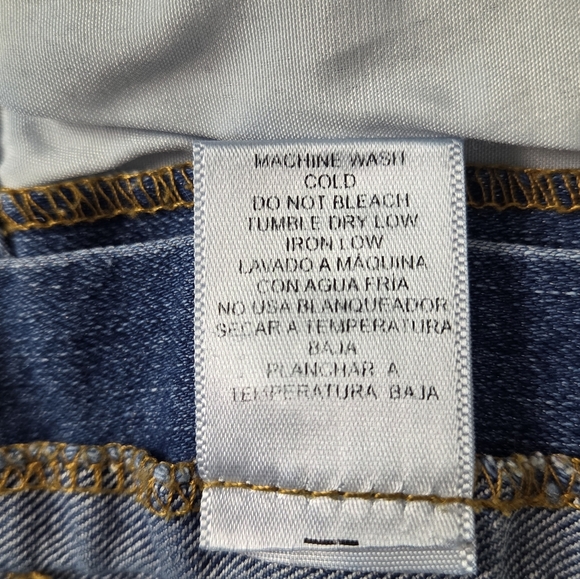 MACHINE WASH
COLD
DO NOT BLEACH
TUMBLE DRY LOW
IRON LOW
LAVADO A MÁQUINA
CON AGUA FRÍA
NO USA BLANQUEADOR
SECAR A TEMPERATURA
BAJA
PLANCHAR A
TEMPERATURA BAJA